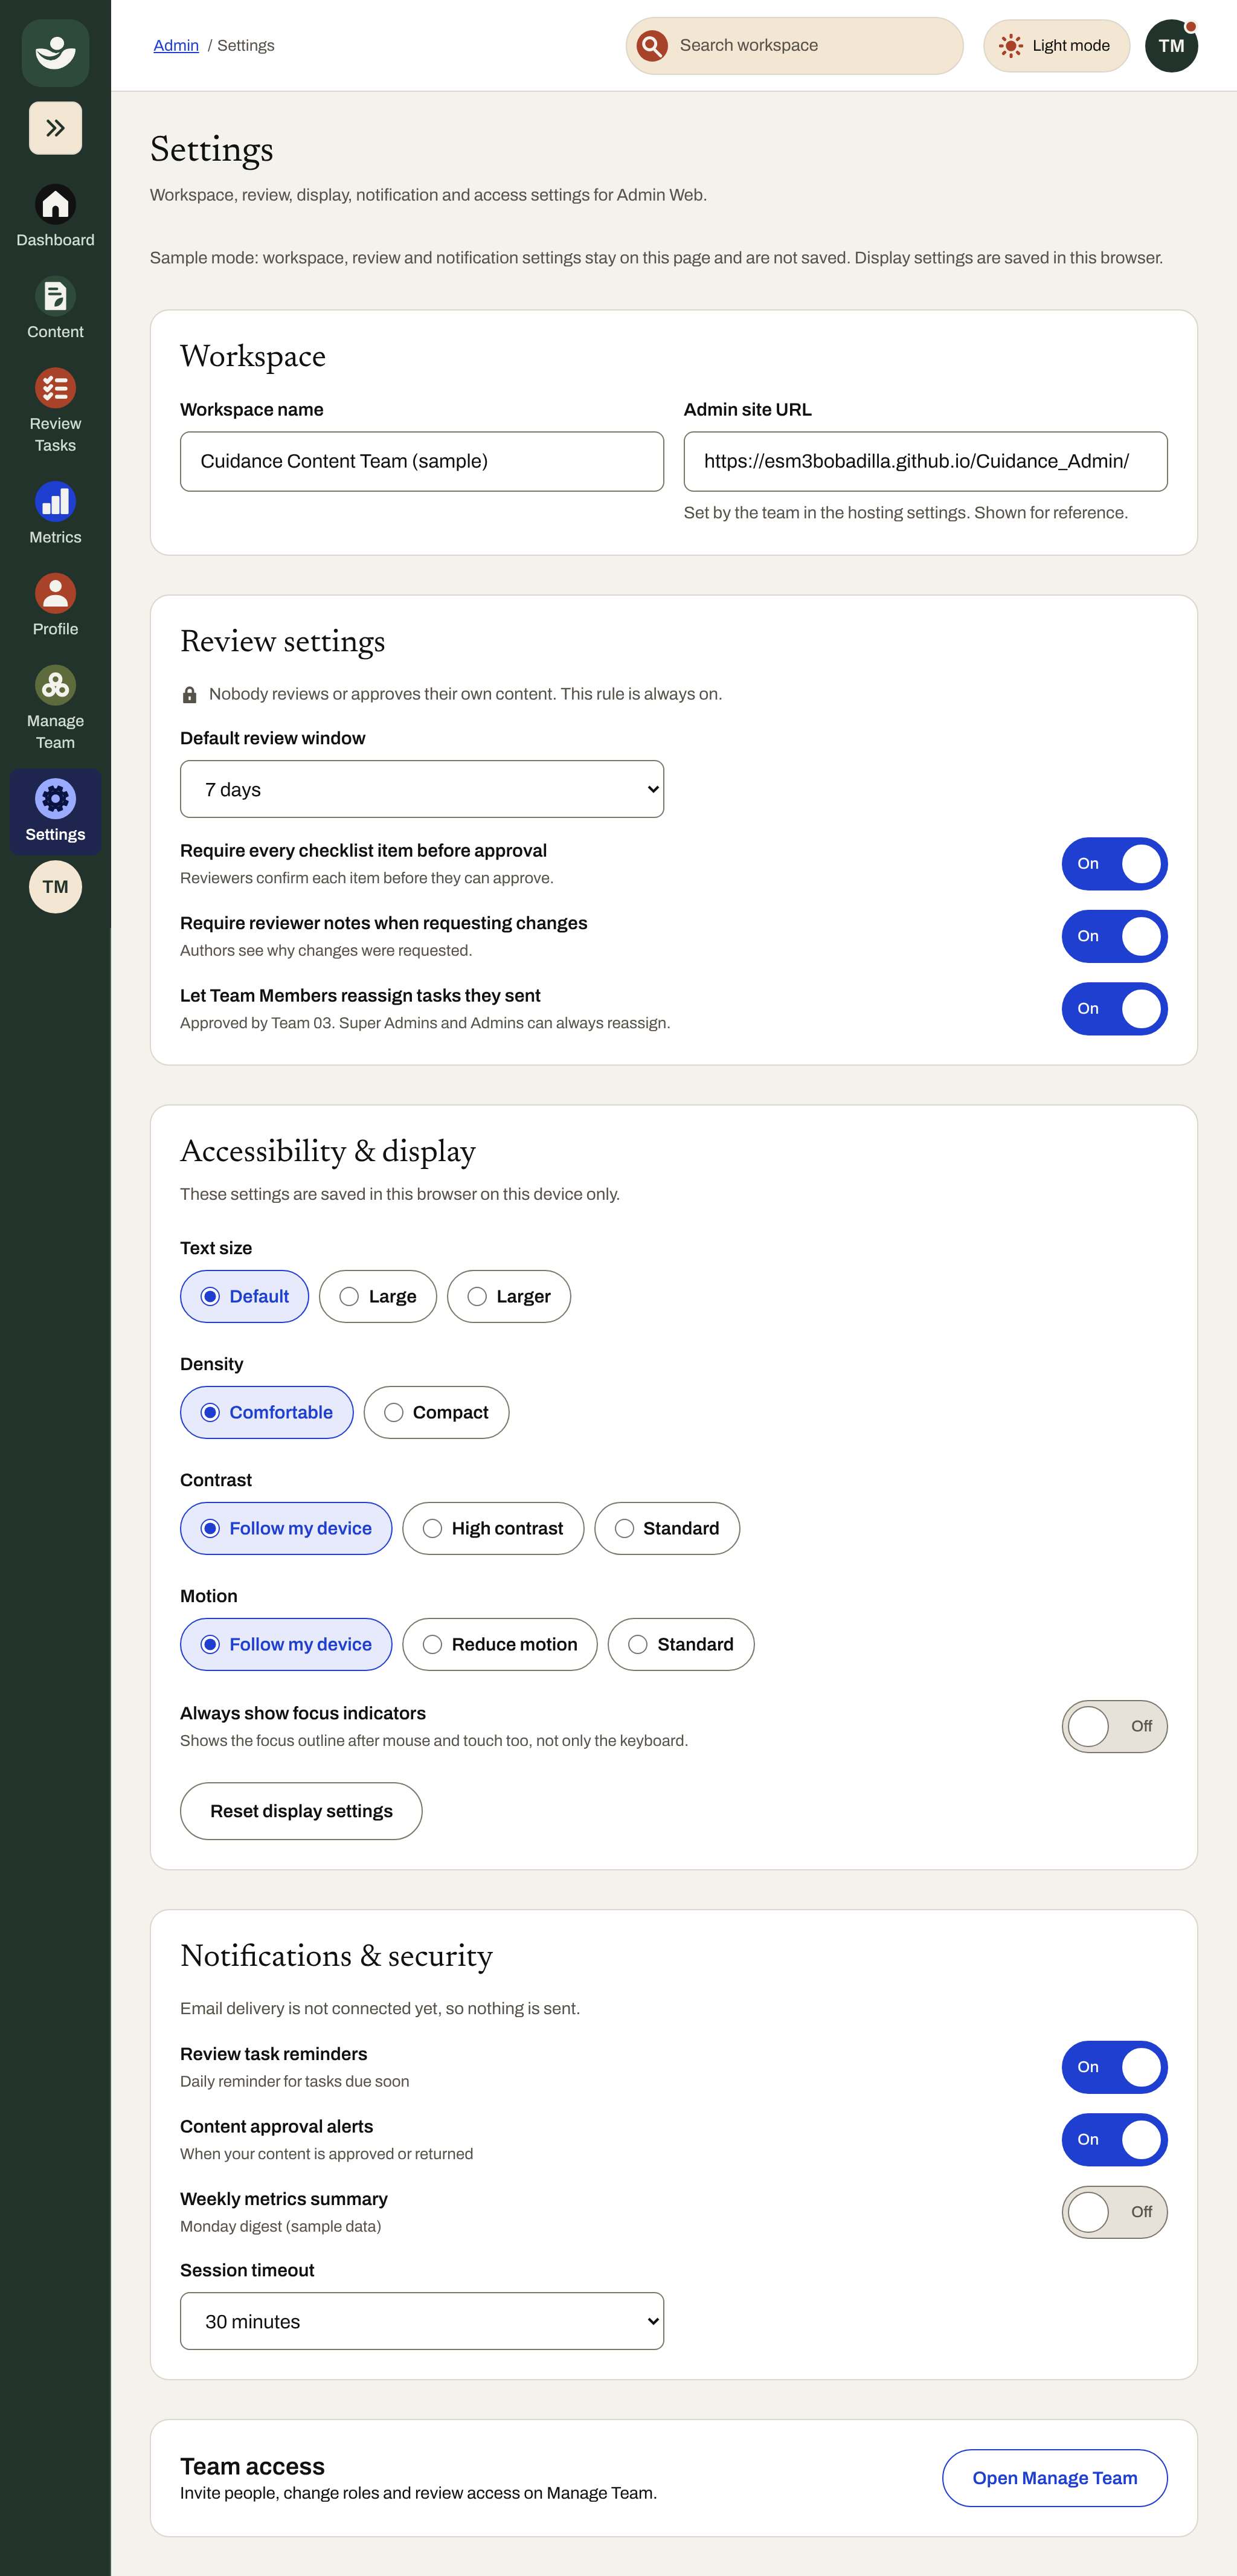 Admin / Settings
Search workspace
Light mode
TM
Dashboard
Content
Review
Tasks
Metrics
Profile
Manage
Team
Settings
TM
Settings
Workspace, review, display, notification and access settings for Admin Web.
Sample mode: workspace, review and notification settings stay on this page and are not saved. Display settings are saved in this browser.
Workspace
Workspace name
Cuidance Content Team (sample)
Admin site URL
https://esm3bobadilla.github.io/Cuidance_Admin/
Set by the team in the hosting settings. Shown for reference.
Review settings
Nobody reviews or approves their own content. This rule is always on.
Default review window
7 days
Require every checklist item before approval
Reviewers confirm each item before they can approve.
On
Require reviewer notes when requesting changes
Authors see why changes were requested.
On
Let Team Members reassign tasks they sent
Approved by Team 03. Super Admins and Admins can always reassign.
On
Accessibility & display
These settings are saved in this browser on this device only.
Text size
Default Large Larger
Density
Comfortable Compact
Contrast
Follow my device High contrast Standard
Motion
Follow my device Reduce motion Standard
Always show focus indicators
Shows the focus outline after mouse and touch too, not only the keyboard.
Off
Reset display settings
Notifications & security
Email delivery is not connected yet, so nothing is sent.
Review task reminders
Daily reminder for tasks due soon
On
Content approval alerts
When your content is approved or returned
On
Weekly metrics summary
Monday digest (sample data)
Off
Session timeout
30 minutes
Team access
Invite people, change roles and review access on Manage Team.
Open Manage Team